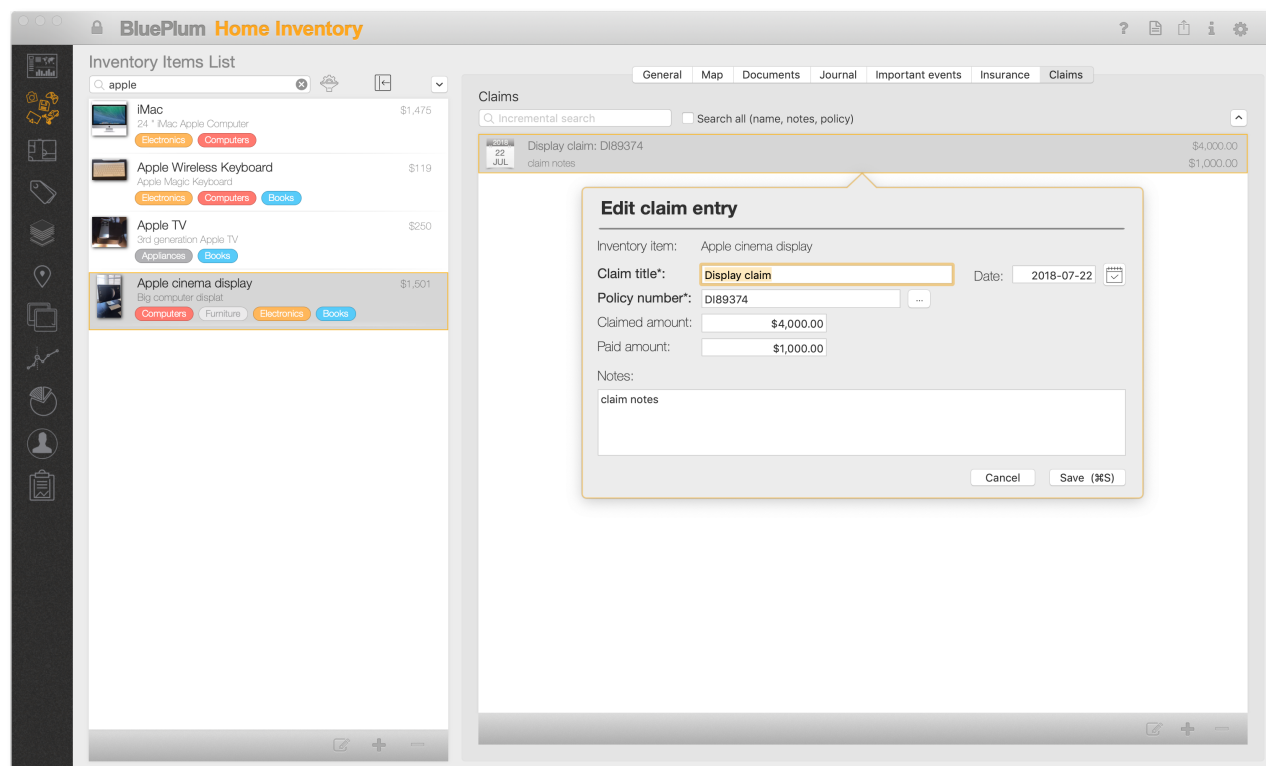 BluePlum Home Inventory
?
i
Inventory Items List
apple
iMac
$1,475
24 " iMac Apple Computer
Electronics
Computers
Apple Wireless Keyboard
$119
Apple Magic Keyboard
Electronics
Computers
Books
Apple TV
$250
3rd generation Apple TV
Appliances
Books
Apple cinema display
$1,501
Big computer displat
Computers
Furniture
Electronics
Books
General
Map
Documents
Journal
Important events
Insurance
Claims
Claims
Incremental search
Search all (name, notes, policy)
2018
22
JUL
Display claim: DI89374
$4,000.00
claim notes
$1,000.00
Edit claim entry
Inventory item: Apple cinema display
Claim title*: Display claim
Date: 2018-07-22
Policy number*: DI89374
...
Claimed amount: $4,000.00
Paid amount: $1,000.00
Notes:
claim notes
Cancel
Save (⌘S)